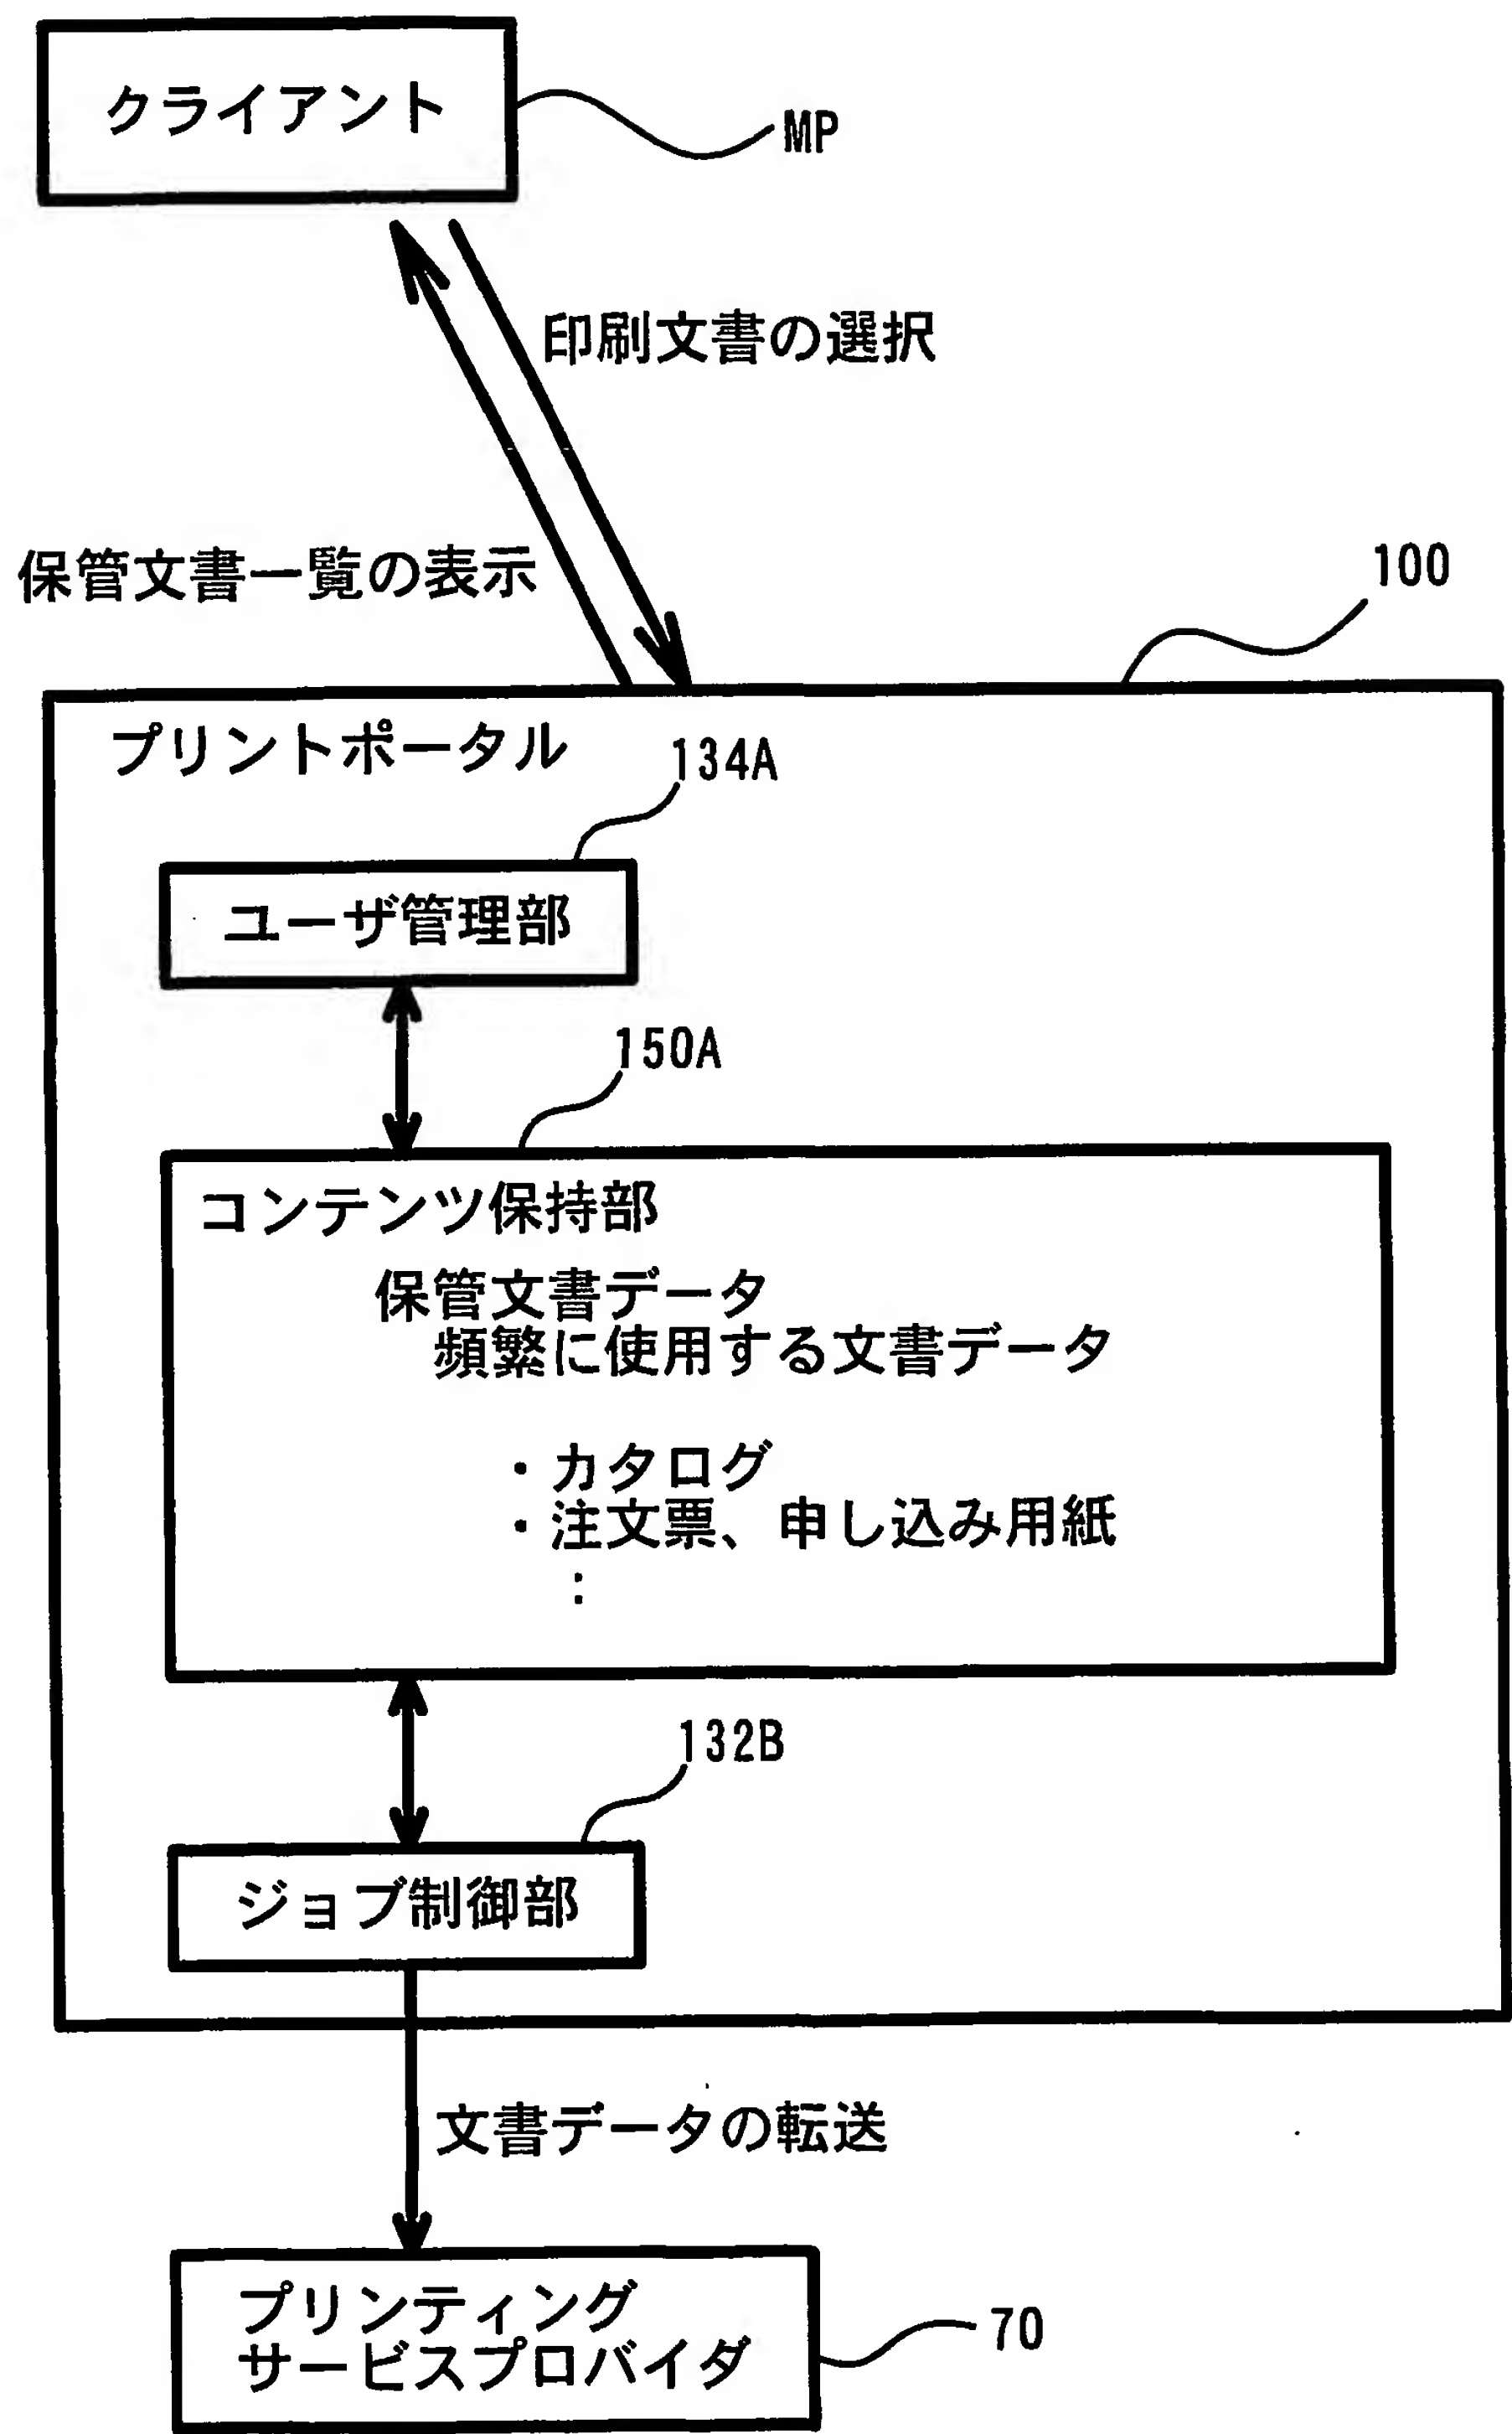 クライアント
MP
印刷文書の選択
保管文書一覧の表示
100
プリントポータル
134A
ユーザ管理部
150A
コンテンツ保持部
保管文書データ
頻繁に使用する文書データ
・カタログ
・注文票、申し込み用紙
:
132B
ジョブ制御部
文書データの転送
プリンティング
サービスプロバイダ
70